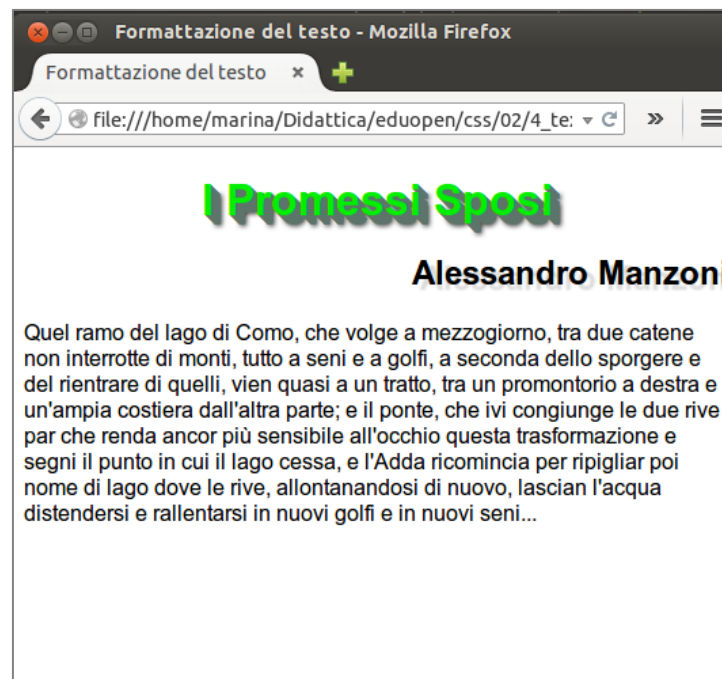 Formattazione del testo - Mozilla Firefox
Formattazione del testo
file:///home/marina/Didattica/eduopen/css/02/4_te
I Promessi Sposi
Alessandro Manzoni
Quel ramo del lago di Como, che volge a mezzogiorno, tra due catene
non interrotte di monti, tutto a seni e a golfi, a seconda dello sporgere e
del rientrare di quelli, vien quasi a un tratto, tra un promontorio a destra e
un'ampia costiera dall'altra parte; e il ponte, che ivi congiunge le due rive
par che renda ancor più sensibile all'occhio questa trasformazione e
segni il punto in cui il lago cessa, e l'Adda ricomincia per ripigliar poi
nome di lago dove le rive, allontanandosi di nuovo, lascian l'acqua
distendersi e rallentarsi in nuovi golfi e in nuovi seni...